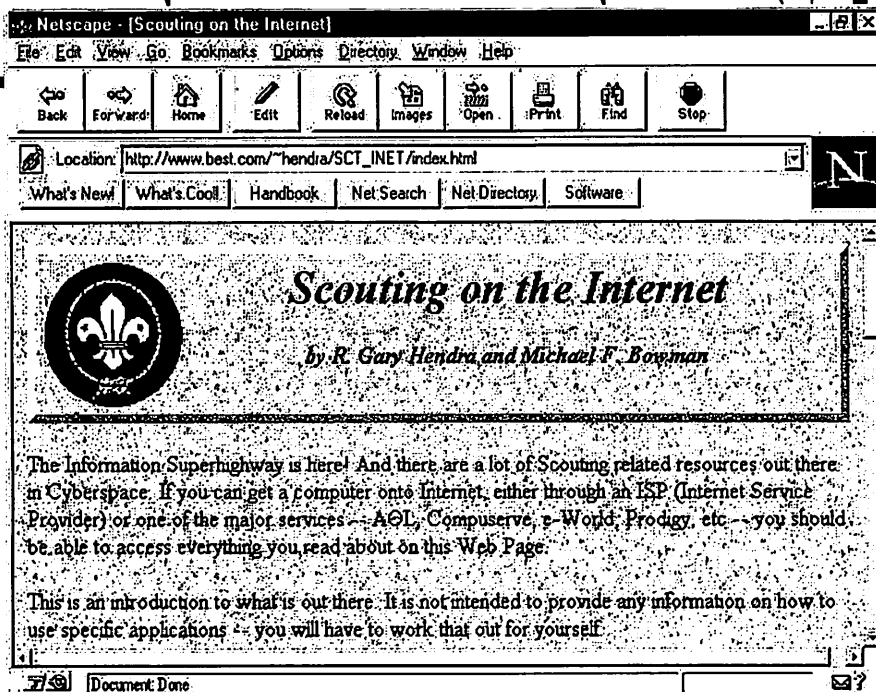 Netscape - [Scouting on the Internet]
File Edit View Go Bookmarks Options Directory Window Help
Back Forward Home Edit Reload Images Open Print Find Stop
Location: http://www.best.com/~hendra/SCT_INET/index.html
N
What's New! What's Cool! Handbook Net Search Net Directory Software
Scouting on the Internet
by R. Gary Hendra and Michael F. Bowman
The Information Superhighway is here! And there are a lot of Scouting related resources out there
in Cyberspace. If you can get a computer onto Internet, either through an ISP (Internet Service
Provider) or one of the major services -- AOL, Compuserve, e-World, Prodigy, etc -- you should
be able to access everything you read about on this Web Page.
This is an introduction to what is out there. It is not intended to provide any information on how to
use specific applications -- you will have to work that out for yourself.
Document: Done